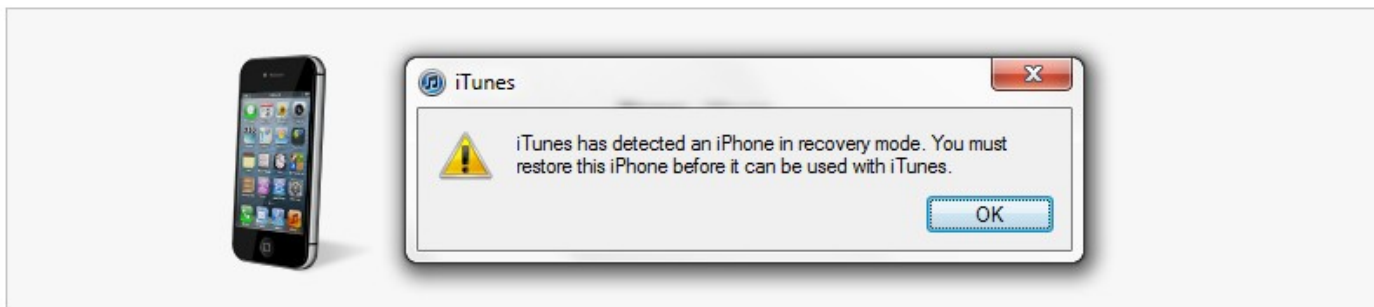 iTunes
iTunes has detected an iPhone in recovery mode. You must
restore this iPhone before it can be used with iTunes.
OK